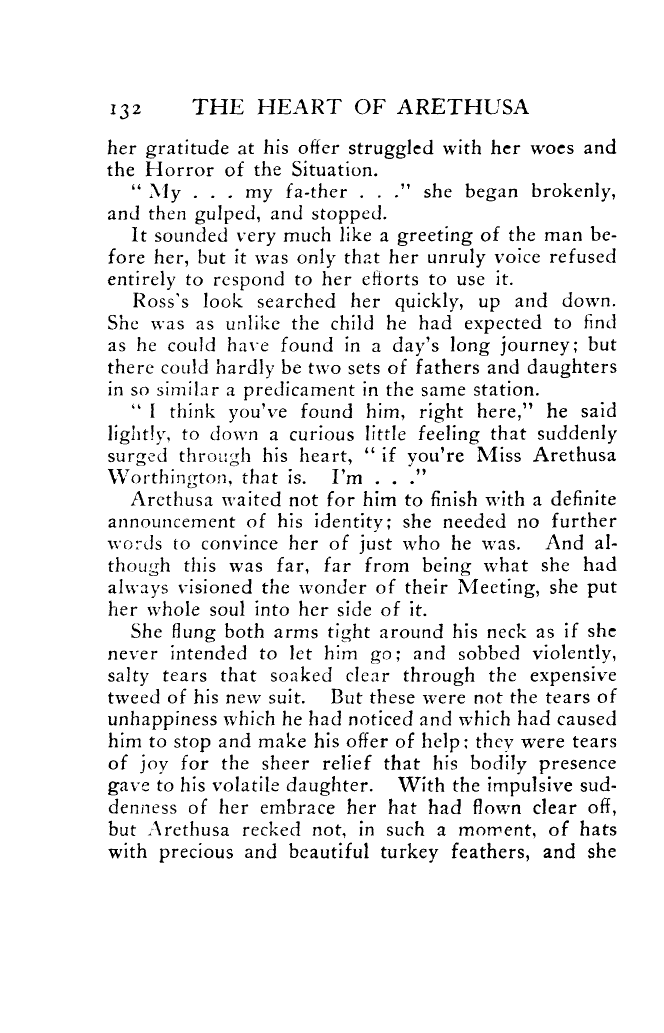 132 THE HEART OF ARETHUSA
her gratitude at his offer struggled with her woes and
the Horror of the Situation.
“ My . . . my fa-ther . . .” she began brokenly,
and then gulped, and stopped.
It sounded very much like a greeting of the man be-
fore her, but it was only that her unruly voice refused
entirely to respond to her efforts to use it.
Ross's look searched her quickly, up and down.
She was as unlike the child he had expected to find
as he could have found in a day's long journey; but
there could hardly be two sets of fathers and daughters
in so similar a predicament in the same station.
“ I think you've found him, right here,” he said
lightly, to down a curious little feeling that suddenly
surged through his heart, “ if you're Miss Arethusa
Worthington, that is. I'm . . .”
Arethusa waited not for him to finish with a definite
announcement of his identity; she needed no further
words to convince her of just who he was. And al-
though this was far, far from being what she had
always visioned the wonder of their Meeting, she put
her whole soul into her side of it.
She flung both arms tight around his neck as if she
never intended to let him go; and sobbed violently,
salty tears that soaked clear through the expensive
tweed of his new suit. But these were not the tears of
unhappiness which he had noticed and which had caused
him to stop and make his offer of help; they were tears
of joy for the sheer relief that his bodily presence
gave to his volatile daughter. With the impulsive sud-
denness of her embrace her hat had flown clear off,
but Arethusa recked not, in such a moment, of hats
with precious and beautiful turkey feathers, and she